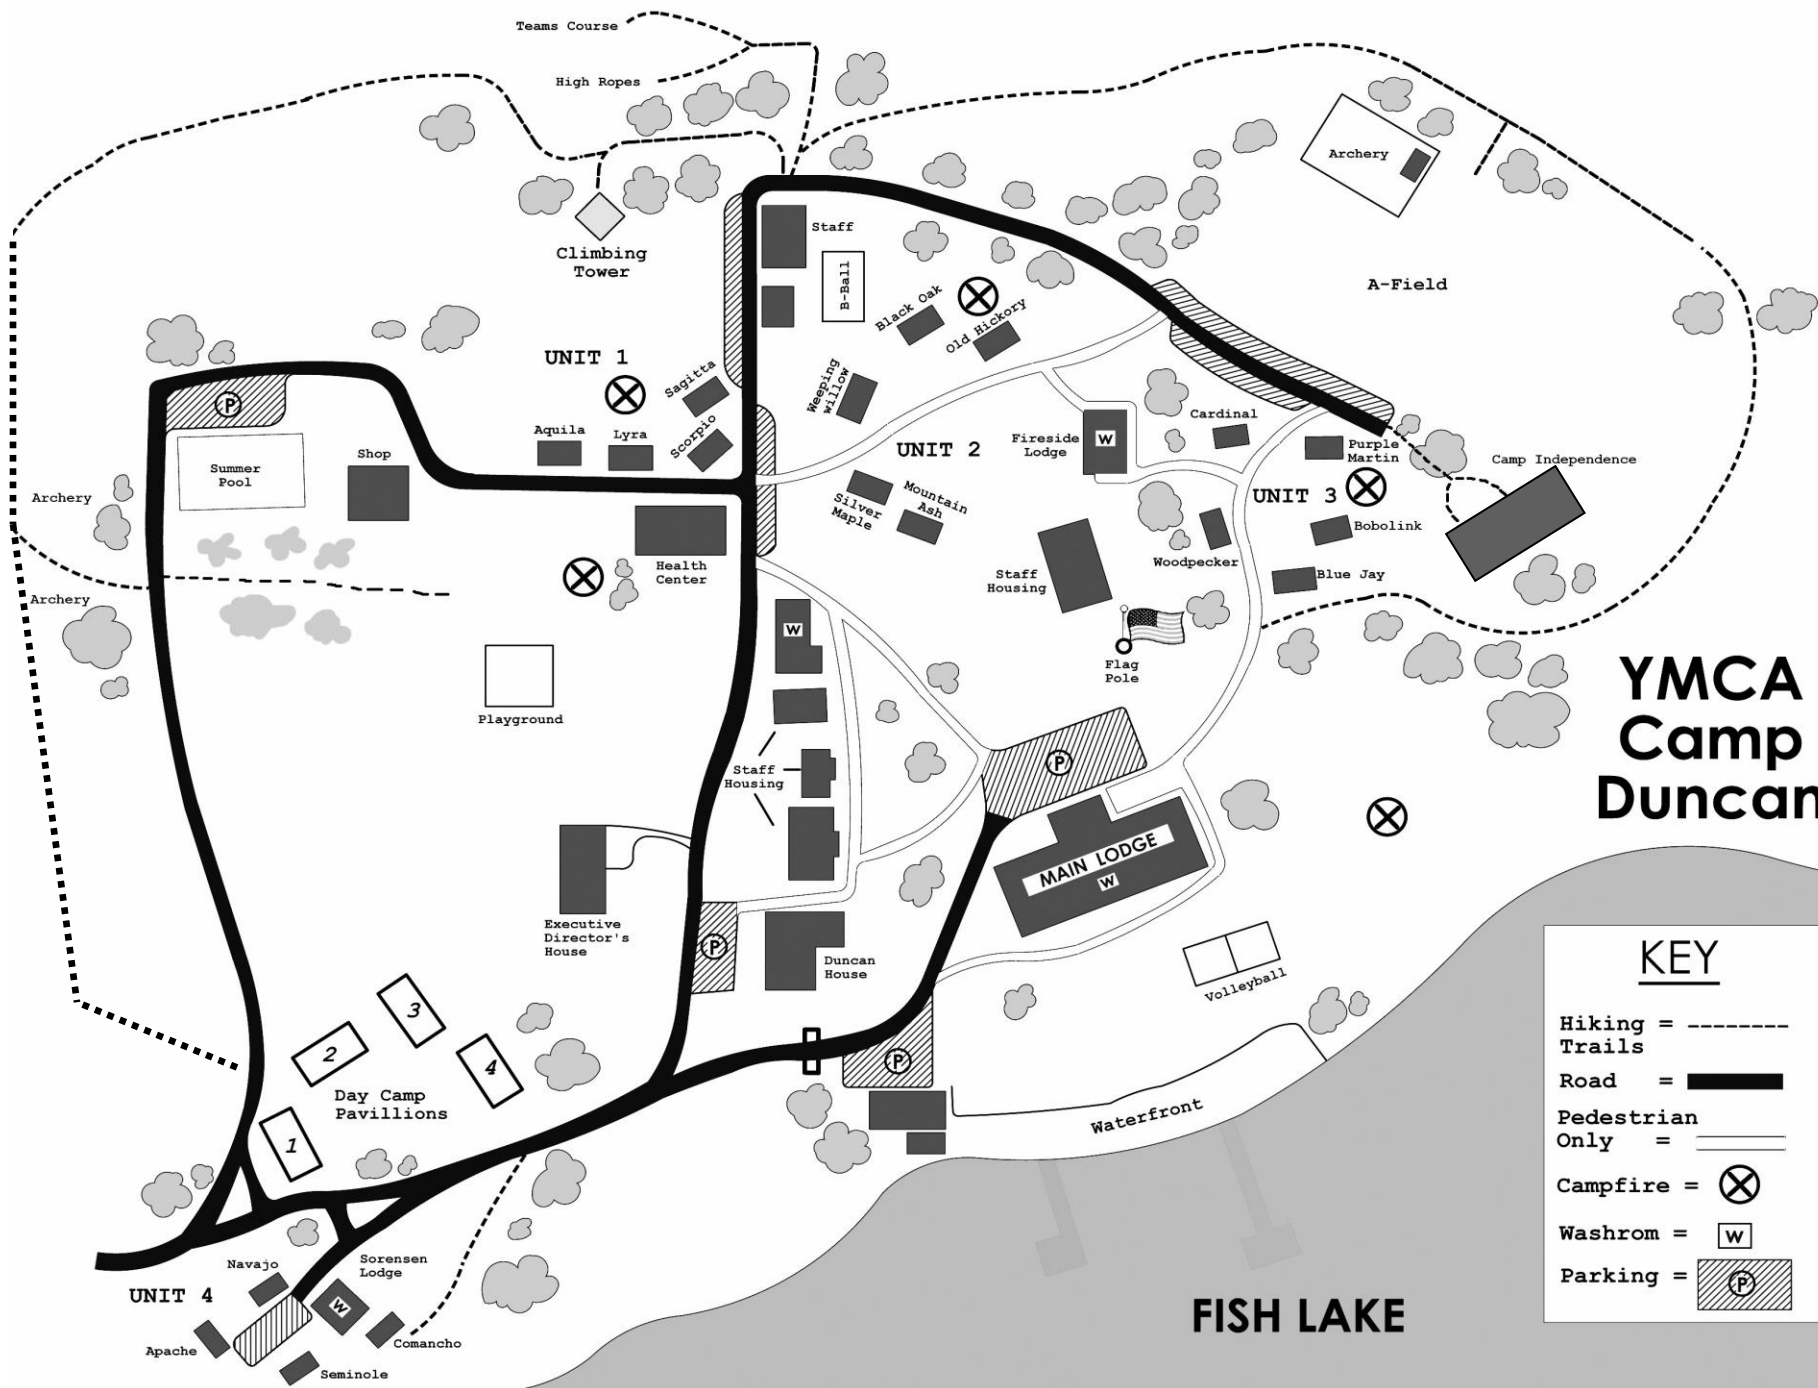 Teams Course
High Ropes
Archery
Staff
Climbing
Tower
B-Ball
A-Field
Black Oak
Old Hickory
UNIT 1
Sagitta
Weeping
Willow
P
Aquila
Lyra
Scorpio
Cardinal
UNIT 2
Fireside
Lodge
W
Purple
Martin
Shop
Summer
Pool
Camp Independence
Archery
Silver
Maple
Mountain
Ash
UNIT 3
Bobolink
Health
Center
Woodpecker
Staff
Housing
Blue Jay
Archery
W
Flag
Pole
Playground
YMCA
Camp
Duncan
Staff
Housing
P
MAIN LODGE
W
Executive
Director's
House
P
Duncan
House
Volleyball
3
2
4
1
Day Camp
Pavillions
P
Waterfront
KEY
Hiking =
Trails
Road =
Pedestrian
Only =
Campfire =
Washrom = W
Parking = P
Navajo
Sorensen
Lodge
UNIT 4
W
Apache
Comancho
Seminole
FISH LAKE